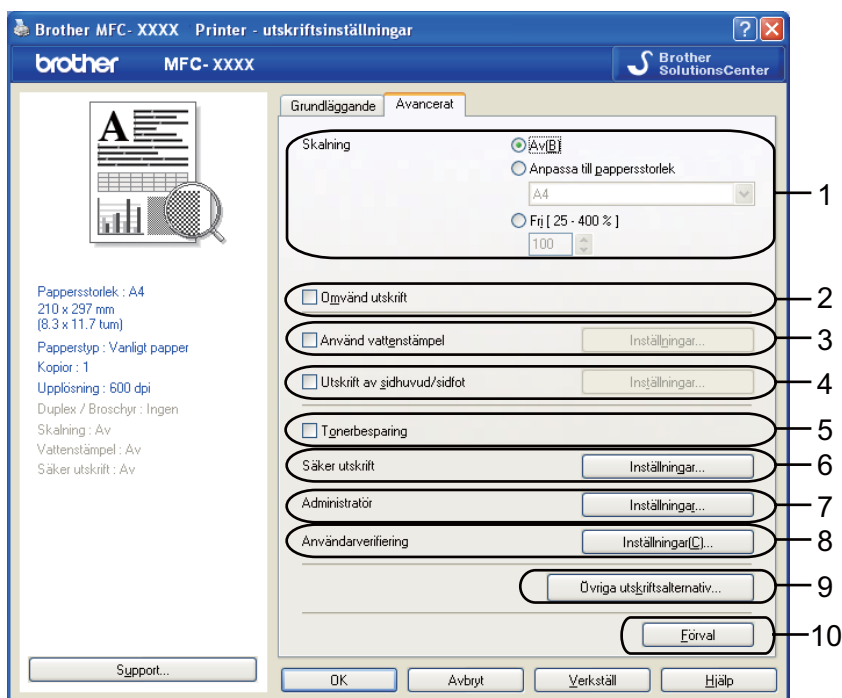 Brother MFC- XXXX Printer - utskriftsinställningar
brother MFC- XXXX
Brother
SolutionsCenter
Grundläggande Avancerat
A
Skalning
Av(B)
Anpassa till pappersstorlek
A4
Fri [ 25 - 400 % ]
100
1
Omvänd utskrift
2
Använd vattenstämpel Inställningar...
3
Utskrift av sidhuvud/sidfot Inställningar...
4
Tonerbesparing
5
Säker utskrift Inställningar...
6
Administratör Inställningar...
7
Användarverifiering Inställningar(C)...
8
Övriga utskriftsalternativ...
9
Förval
10
Pappersstorlek : A4
210 x 297 mm
(8.3 x 11.7 tum)
Papperstyp : Vanligt papper
Kopior : 1
Upplösning : 600 dpi
Duplex / Broschyr : Ingen
Skalning : Av
Vattenstämpel : Av
Säker utskrift : Av
Support...
OK Avbryt Verkställ Hjälp